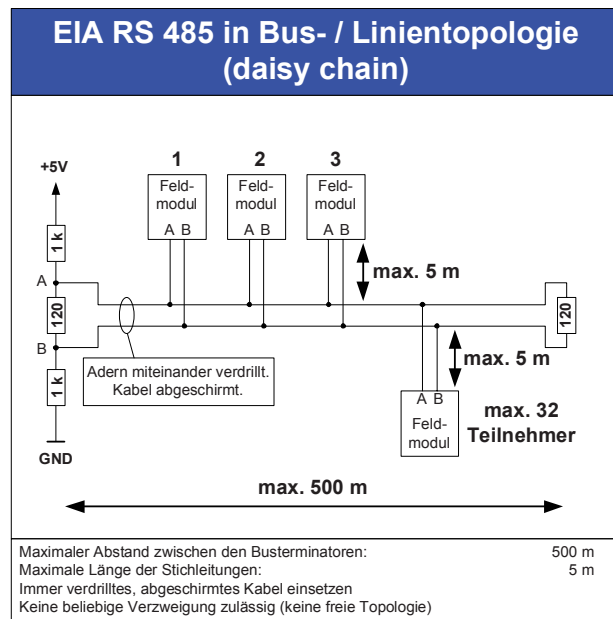 EIA RS 485 in Bus- / Linientopologie
(daisy chain)
1
2
3
+5V
Feld-
modul
A B
Feld-
modul
A B
Feld-
modul
A B
1 k
A
120
B
1 k
GND
max. 5 m
120
Adern miteinander verdrillt.
Kabel abgeschirmt.
max. 5 m
A B
Feld-
modul
max. 32
Teilnehmer
max. 500 m
Maximaler Abstand zwischen den Busterminatoren: 500 m
Maximale Länge der Stichleitungen: 5 m
Immer verdrilltes, abgeschirmtes Kabel einsetzen
Keine beliebige Verzweigung zulässig (keine freie Topologie)